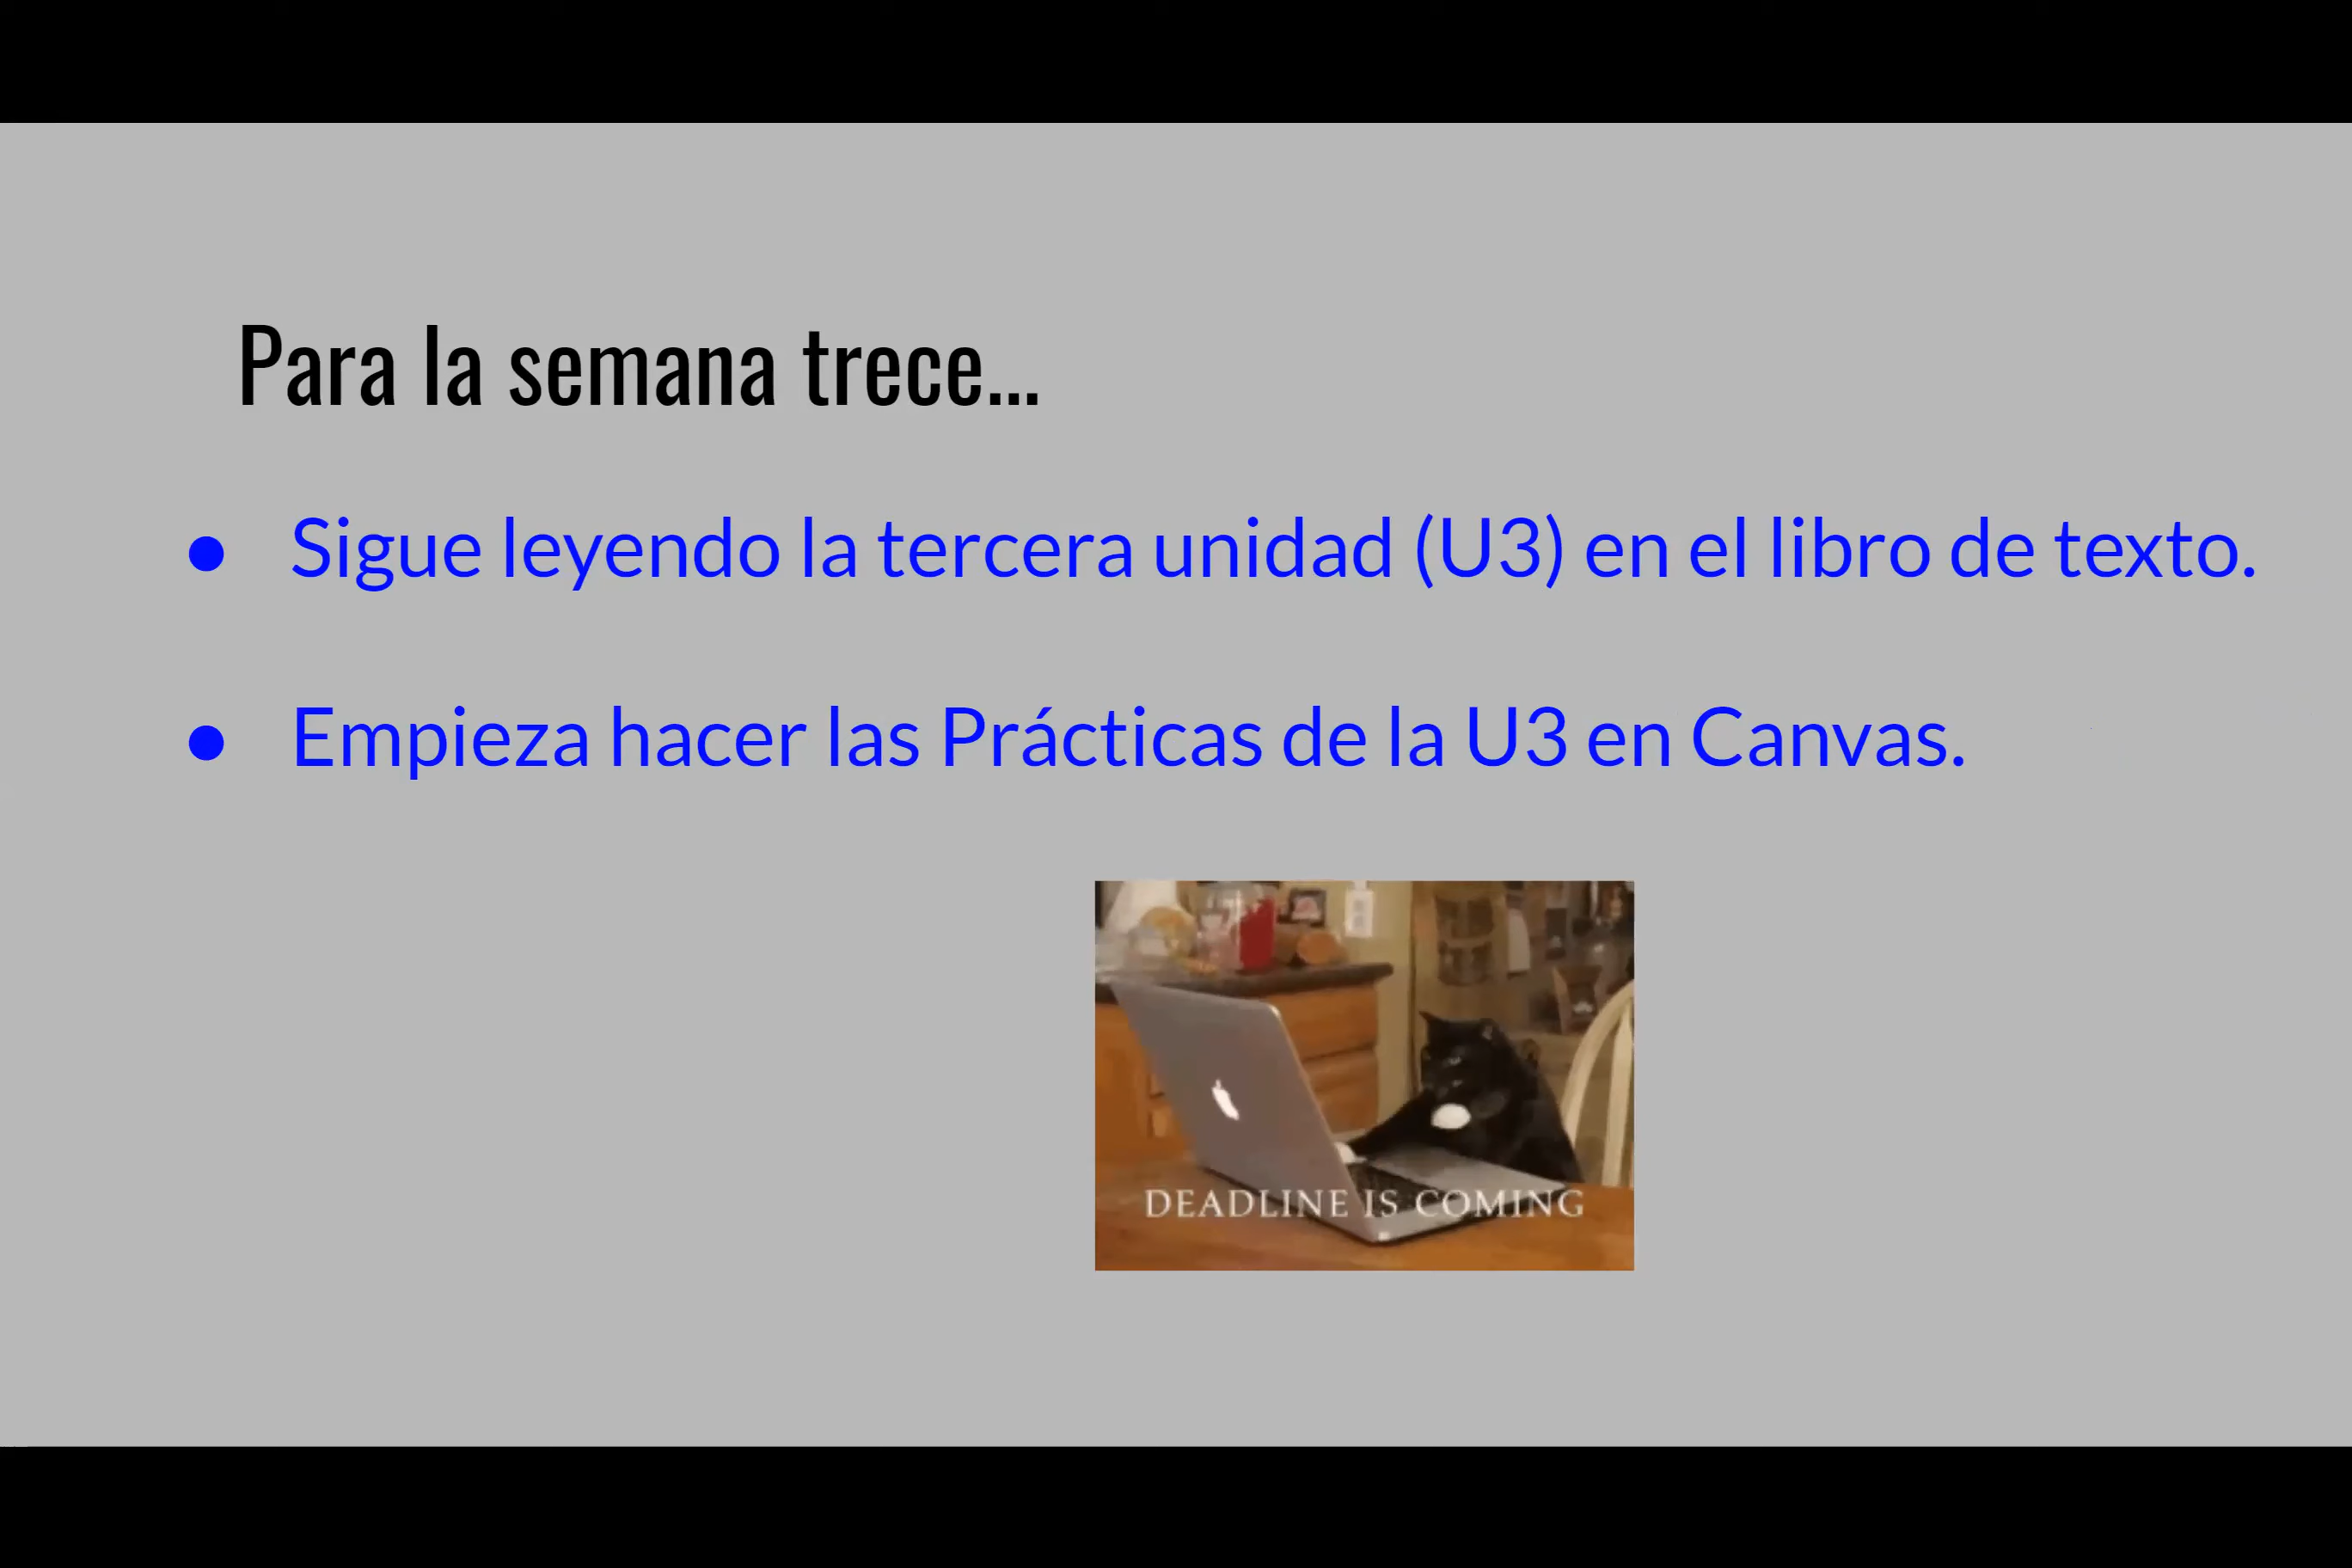 Para la semana trece...
● Sigue leyendo la tercera unidad (U3) en el libro de texto.
● Empieza hacer las Prácticas de la U3 en Canvas.
DEADLINE IS COMING